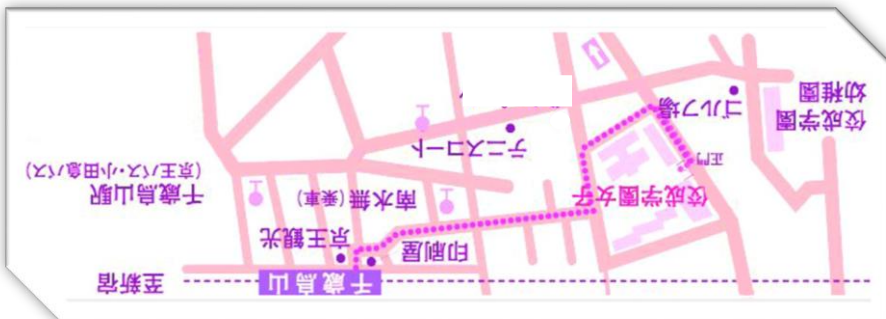 至新宿
千歳烏山
京王観光
印刷屋
千歳烏山駅
(京王バス・小田急バス)
南水無(乗車)
佼成学園女子
正門
テニスコート
ゴルフ場
佼成学園
幼稚園